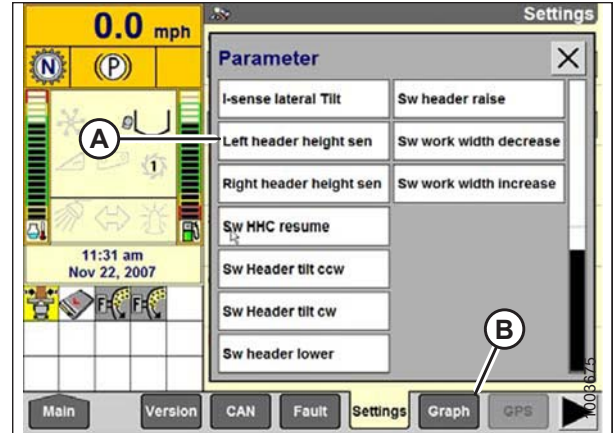 0.0 mph
Settings
N
(P)
1
11:31 am
Nov 22, 2007
F
F
Parameter
I-sense lateral Tilt
Sw header raise
Left header height sen
Sw work width decrease
Right header height sen
Sw work width increase
Sw HHC resume
Sw Header tilt ccw
Sw Header tilt cw
Sw header lower
A
B
Main
Version
CAN
Fault
Settings
Graph
GPS
1003675